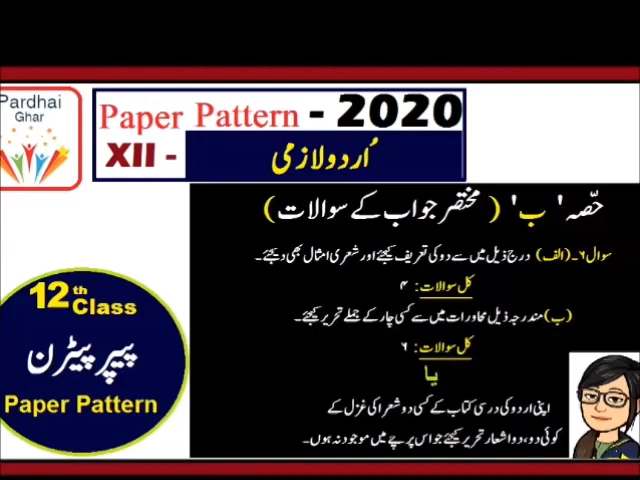 Pardhai
Ghar
Paper Pattern - 2020
XII - اُردو لازمی
حصّہ 'ب' (مختصر جواب کے سوالات)
سوال ۶- (الف) درج ذیل میں سے دو کی تعریف کیجئے اور شعری امثال بھی دیجئے۔
کل سوالات: ۴
(ب) مندرجہ ذیل محاورات میں سے کسی چار کے جملے تحریر کیجئے۔
کل سوالات: ۶
یا
اپنی اردو کی درسی کتاب کے کسی دو شعرا کی غزل کے
کوئی دو، دو اشعار تحریر کیجئے جو اس پرچے میں موجود نہ ہوں۔
12th Class
پیپر پیٹرن
Paper Pattern